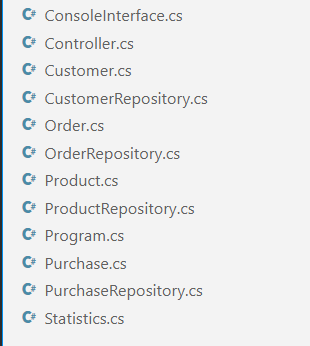 C# ConsoleInterface.cs
C# Controller.cs
C# Customer.cs
C# CustomerRepository.cs
C# Order.cs
C# OrderRepository.cs
C# Product.cs
C# ProductRepository.cs
C# Program.cs
C# Purchase.cs
C# PurchaseRepository.cs
C# Statistics.cs